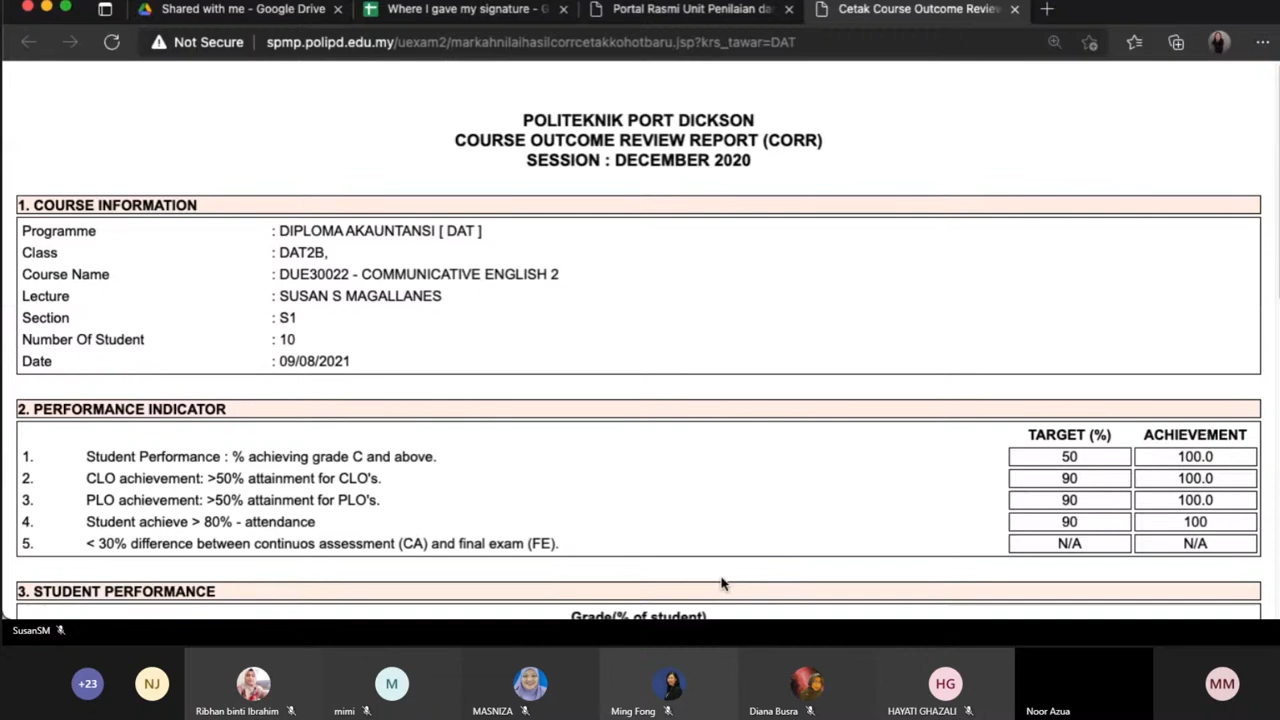 Shared with me - Google Drive
Where I gave my signature - G
Portal Rasmi Unit Penilaian da
Cetak Course Outcome Review
Not Secure
spmp.polipd.edu.my/uexam2/markahnilaihasilcorrcetakkohotbaru.jsp?krs_tawar=DAT
POLITEKNIK PORT DICKSON
COURSE OUTCOME REVIEW REPORT (CORR)
SESSION : DECEMBER 2020
1. COURSE INFORMATION
Programme : DIPLOMA AKAUNTANSI [ DAT ]
Class : DAT2B,
Course Name : DUE30022 - COMMUNICATIVE ENGLISH 2
Lecture : SUSAN S MAGALLANES
Section : S1
Number Of Student : 10
Date : 09/08/2021
2. PERFORMANCE INDICATOR
TARGET (%) ACHIEVEMENT
1. Student Performance : % achieving grade C and above. 50 100.0
2. CLO achievement: >50% attainment for CLO's. 90 100.0
3. PLO achievement: >50% attainment for PLO's. 90 100.0
4. Student achieve > 80% - attendance 90 100
5. < 30% difference between continuos assessment (CA) and final exam (FE). N/A N/A
3. STUDENT PERFORMANCE
Grade(% of student)
SusanSM
+23
NJ
M
HG
MM
Ribhan binti Ibrahim
mimi
MASNIZA
Ming Fong
Diana Busra
HAYATI GHAZALI
Noor Azua